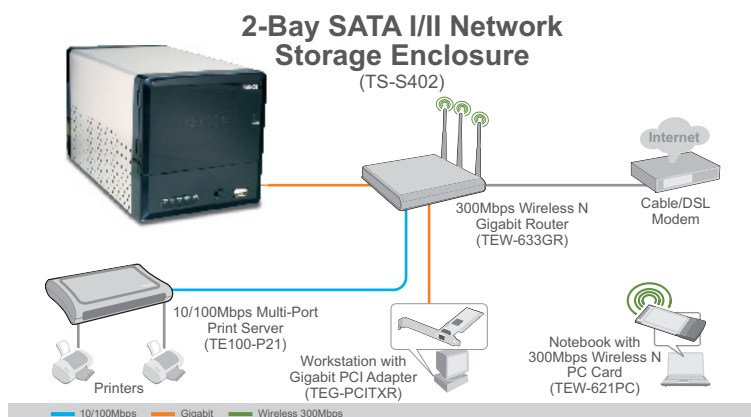 2-Bay SATA I/II Network
Storage Enclosure
(TS-S402)
Internet
300Mbps Wireless N
Gigabit Router
(TEW-633GR)
Cable/DSL
Modem
10/100Mbps Multi-Port
Print Server
(TE100-P21)
Printers
Workstation with
Gigabit PCI Adapter
(TEG-PCITXR)
Notebook with
300Mbps Wireless N
PC Card
(TEW-621PC)
10/100Mbps
Gigabit
Wireless 300Mbps